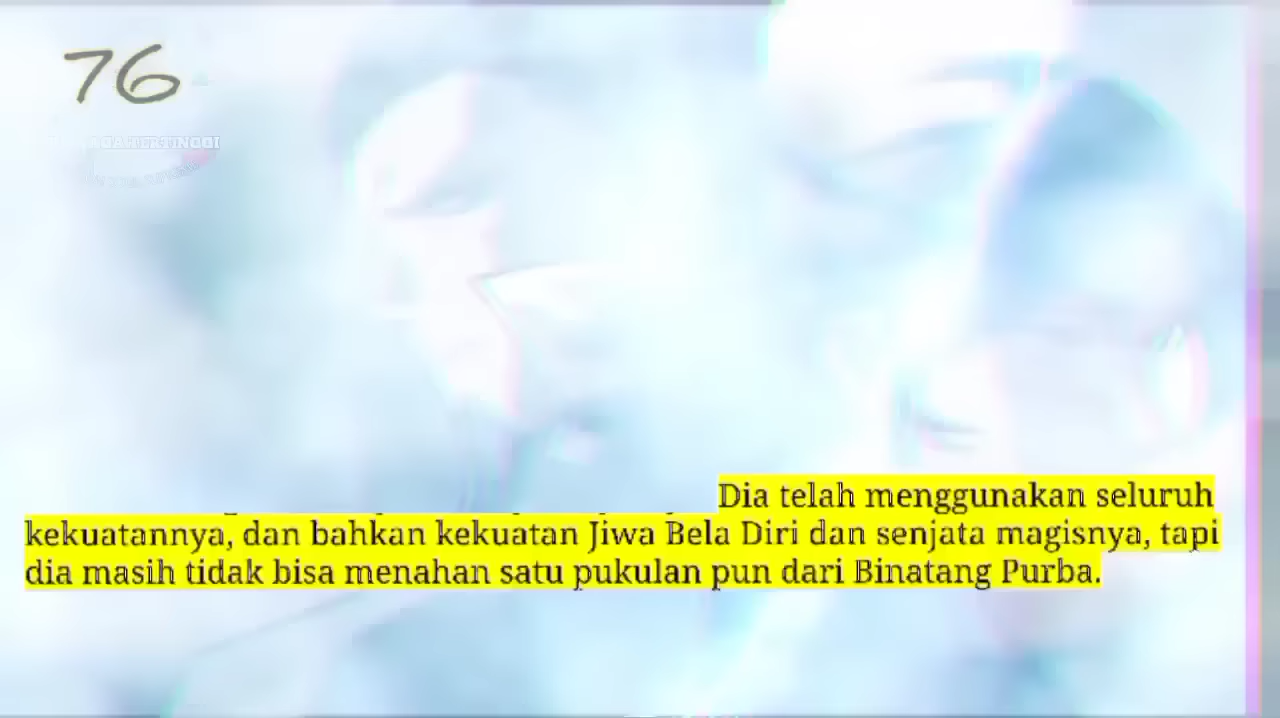 76
Dia telah menggunakan seluruh
kekuatannya, dan bahkan kekuatan Jiwa Bela Diri dan senjata magisnya, tapi
dia masih tidak bisa menahan satu pukulan pun dari Binatang Purba.